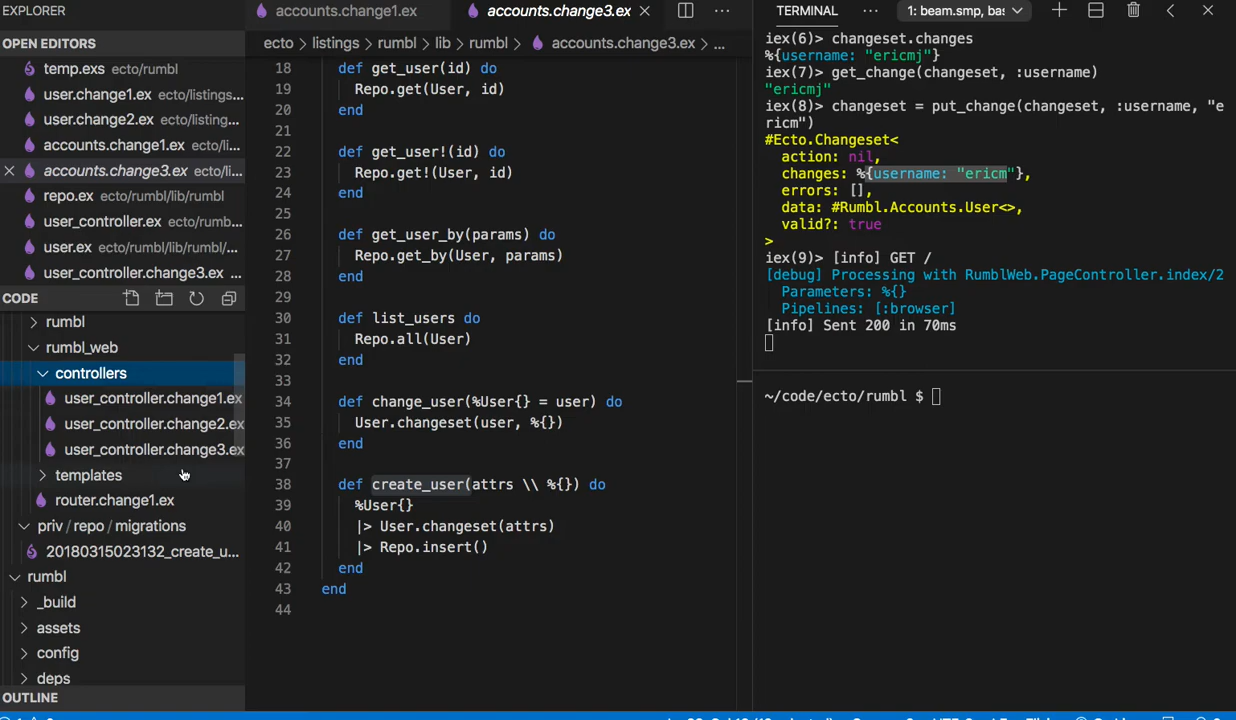 EXPLORER
OPEN EDITORS
temp.exs ecto/rumbl
user.change1.ex ecto/listings...
user.change2.ex ecto/listing...
accounts.change1.ex ecto/li...
accounts.change3.ex ecto/li...
repo.ex ecto/rumbl/lib/rumbl
user_controller.ex ecto/rumb...
user.ex ecto/rumbl/lib/rumbl/...
user_controller.change3.ex ...
CODE
rumbl
rumbl_web
controllers
user_controller.change1.ex
user_controller.change2.ex
user_controller.change3.ex
templates
router.change1.ex
priv / repo / migrations
20180315023132_create_u...
rumbl
_build
assets
config
deps
OUTLINE
accounts.change1.ex
accounts.change3.ex
ecto > listings > rumbl > lib > rumbl > accounts.change3.ex > ...
18 def get_user(id) do
19 Repo.get(User, id)
20 end
21
22 def get_user!(id) do
23 Repo.get!(User, id)
24 end
25
26 def get_user_by(params) do
27 Repo.get_by(User, params)
28 end
29
30 def list_users do
31 Repo.all(User)
32 end
33
34 def change_user(%User{} = user) do
35 User.changeset(user, %{})
36 end
37
38 def create_user(attrs \\ %{}) do
39 %User{}
40 |> User.changeset(attrs)
41 |> Repo.insert()
42 end
43 end
44
TERMINAL ... 1: beam.smp, bas
iex(6)> changeset.changes
%{username: "ericmj"}
iex(7)> get_change(changeset, :username)
"ericmj"
iex(8)> changeset = put_change(changeset, :username, "e
ricm")
#Ecto.Changeset<
action: nil,
changes: %{username: "ericm"},
errors: [],
data: #Rumbl.Accounts.User<>,
valid?: true
>
iex(9)> [info] GET /
[debug] Processing with RumblWeb.PageController.index/2
Parameters: %{}
Pipelines: [:browser]
[info] Sent 200 in 70ms
~/code/ecto/rumbl $